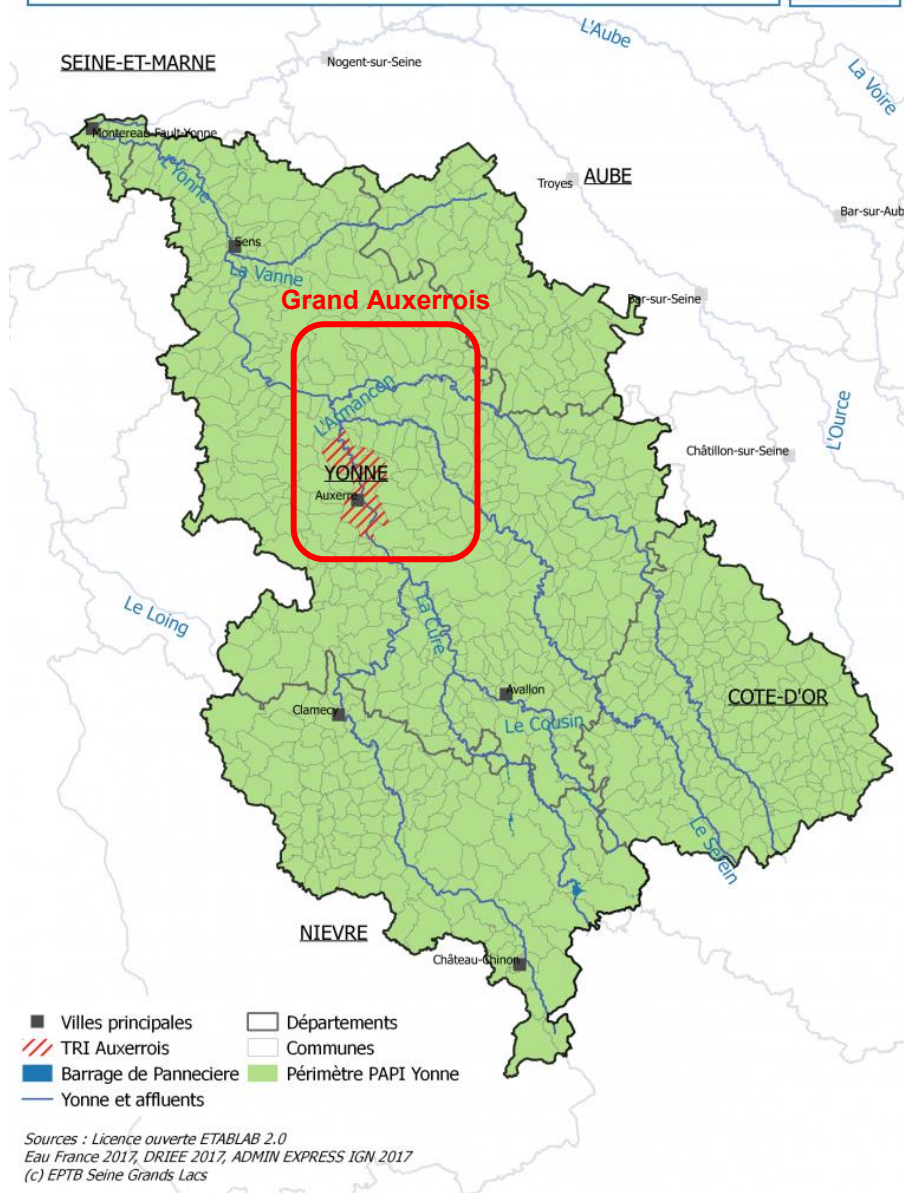 L'Aube
SEINE-ET-MARNE
Nogent-sur-Seine
La Voire
Montereau-Fault-Yonne
L'Yonne
Troyes
AUBE
Bar-sur-Aub
Sens
La Vanne
Grand Auxerrois
Bar-sur-Seine
L'Armançon
L'Ource
Châtillon-sur-Seine
YONNE
Auxerre
Le Loing
La Cure
Avallon
COTE-D'OR
Clamecy
Le Cousin
Le Serein
NIEVRE
Château-Chinon
Villes principales
Départements
TRI Auxerrois
Communes
Barrage de Panneciere
Périmètre PAPI Yonne
Yonne et affluents
Sources : Licence ouverte ETABLAB 2.0
Eau France 2017, DRIEE 2017, ADMIN EXPRESS IGN 2017
(c) EPTB Seine Grands Lacs